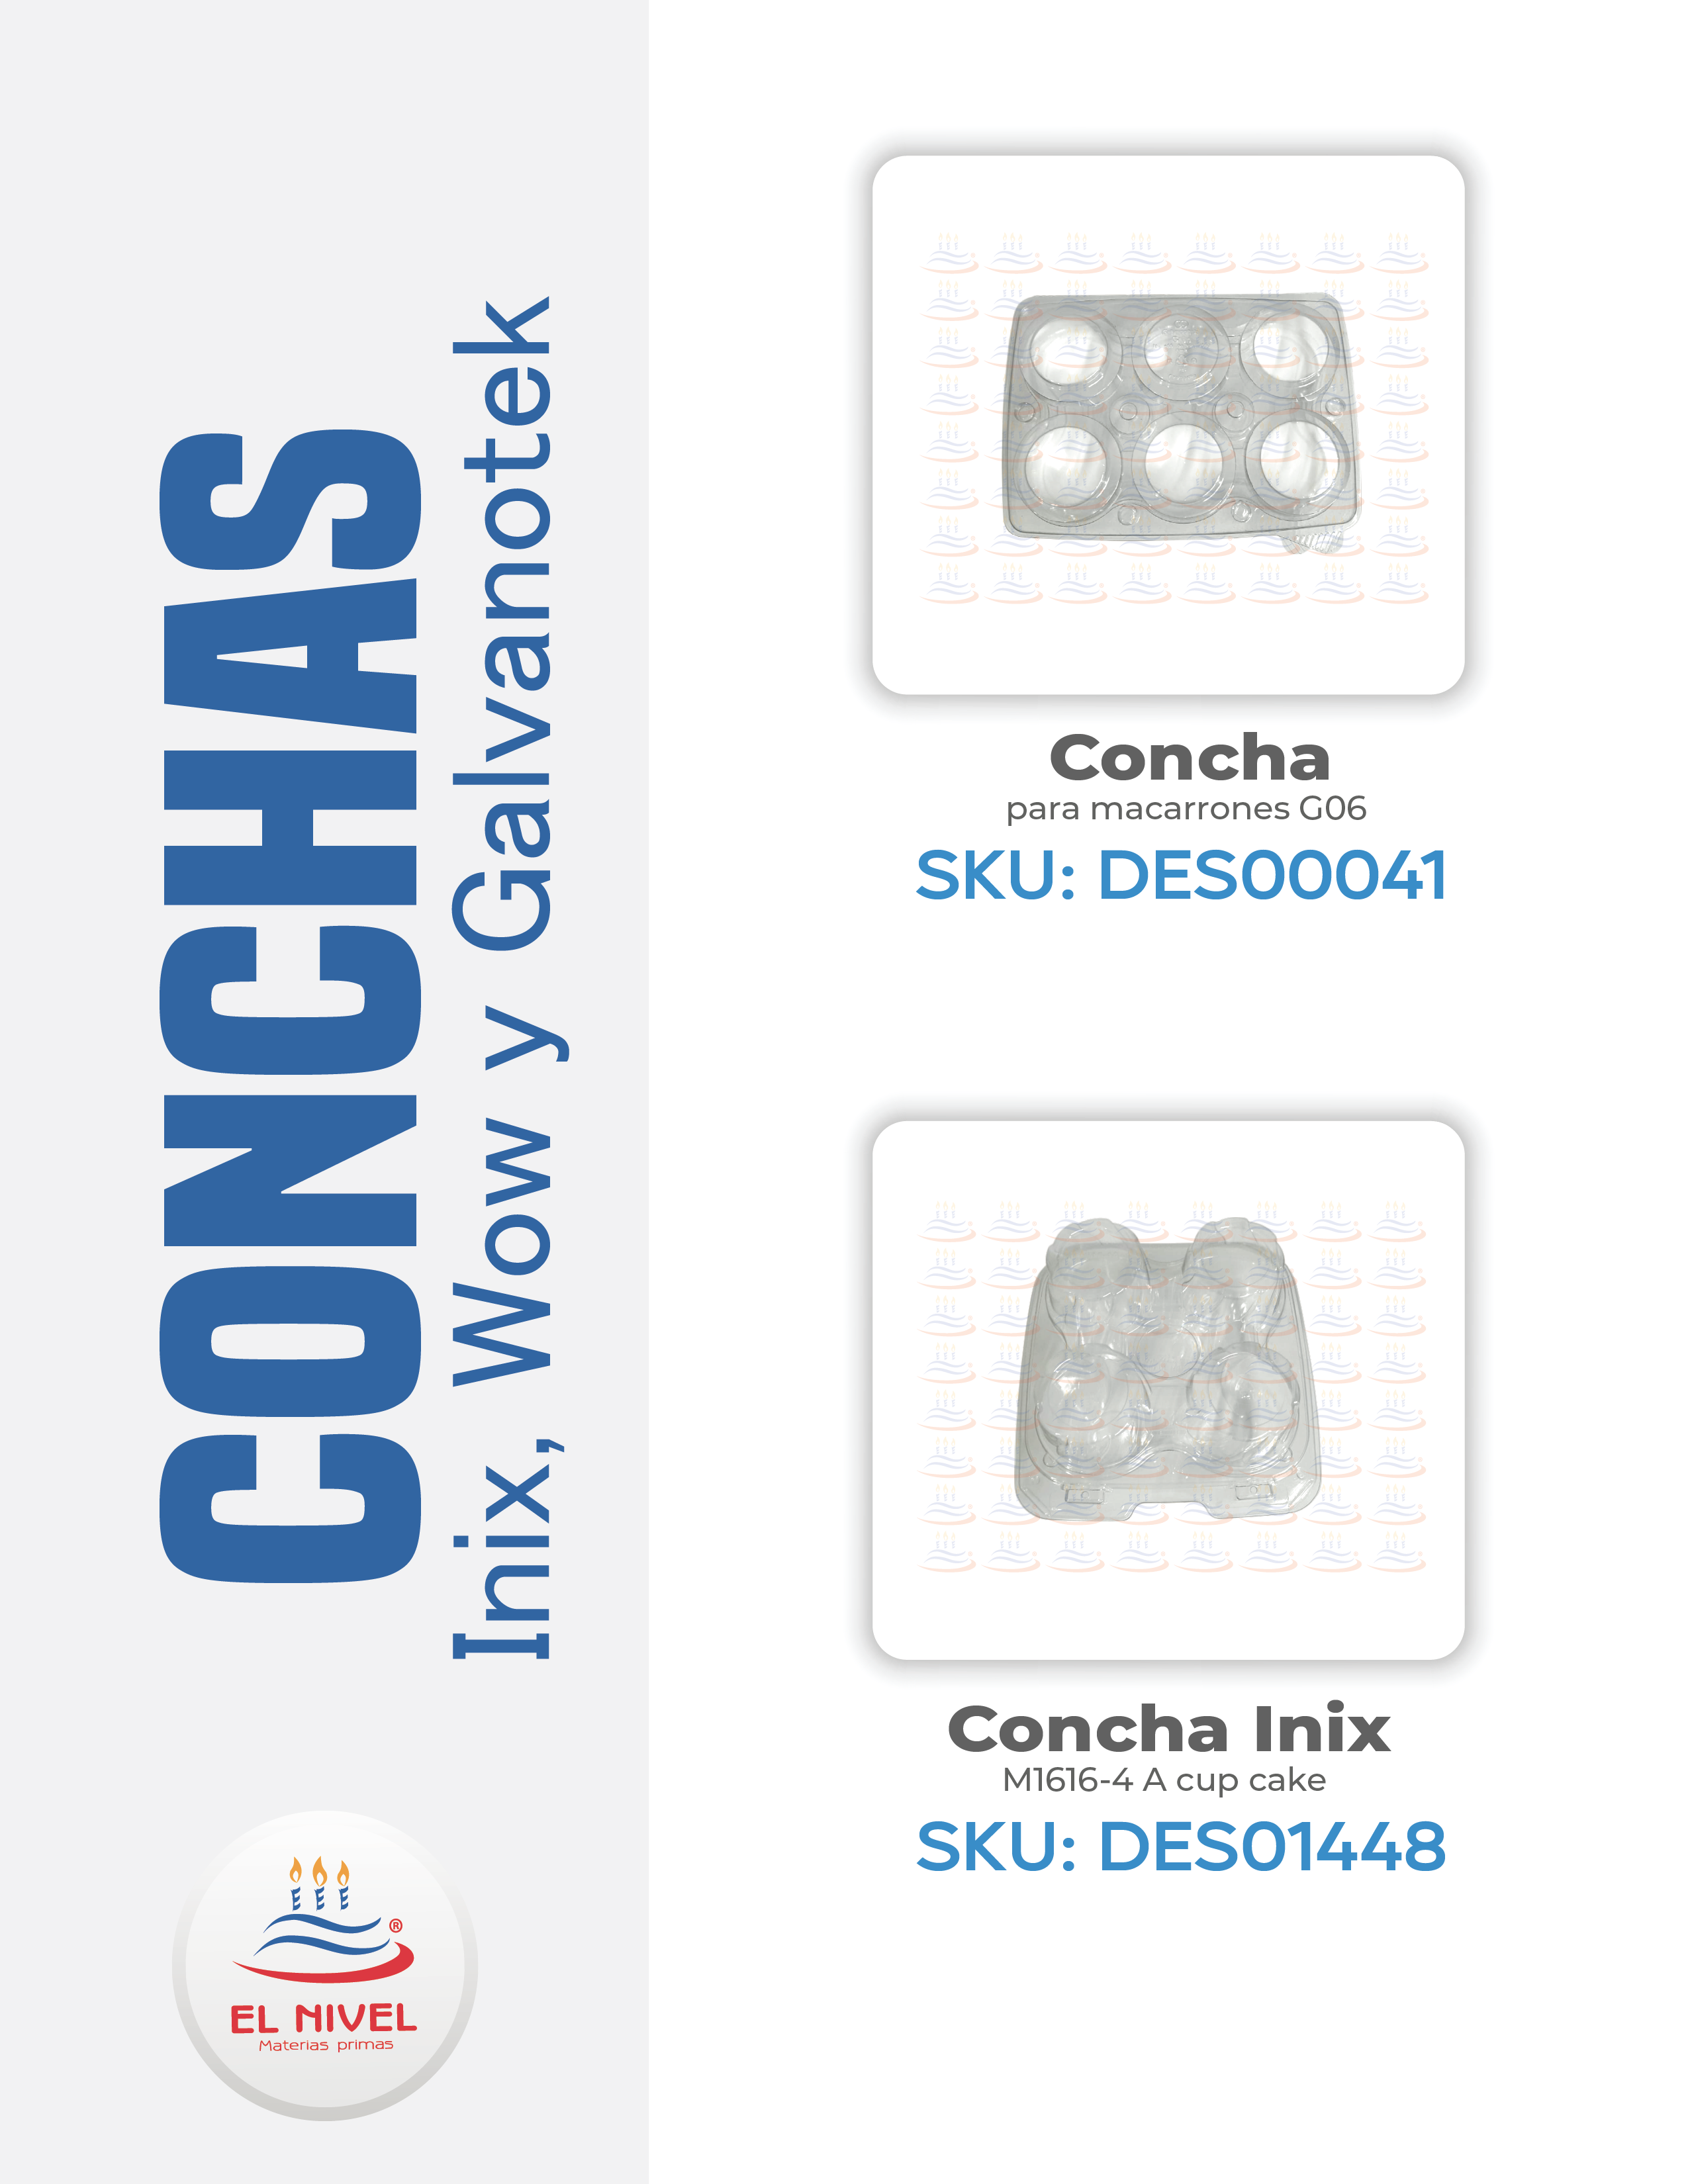 CONCHAS
Inix, Wow y Galvanotek
Concha
para macarrones G06
SKU: DES00041
Concha Inix
M1616-4 A cup cake
SKU: DES01448
®
EL NIVEL
Materias primas